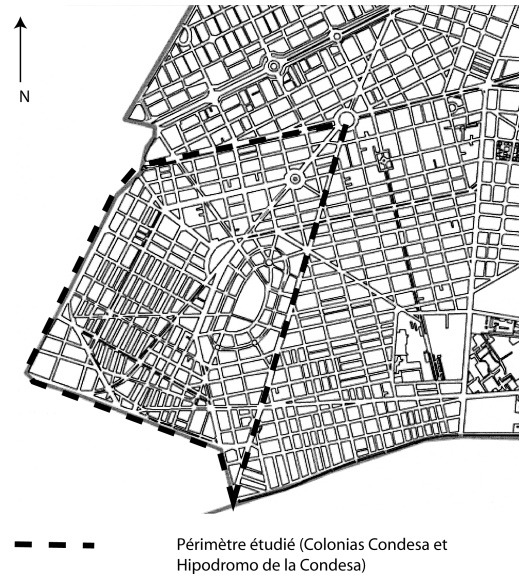 N
Périmètre étudié (Colonias Condesa et
Hipodromo de la Condesa)